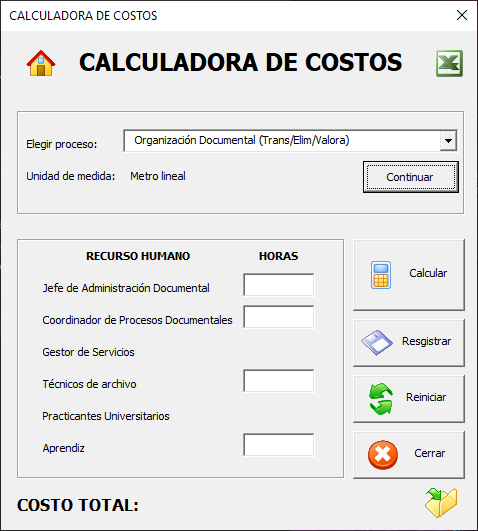 CALCULADORA DE COSTOS
CALCULADORA DE COSTOS
Elegir proceso: Organización Documental (Trans/Elim/Valora)
Unidad de medida: Metro lineal
Continuar
RECURSO HUMANO HORAS
Jefe de Administración Documental
Coordinador de Procesos Documentales
Gestor de Servicios
Técnicos de archivo
Practicantes Universitarios
Aprendiz
Calcular
Resgistrar
Reiniciar
Cerrar
COSTO TOTAL: